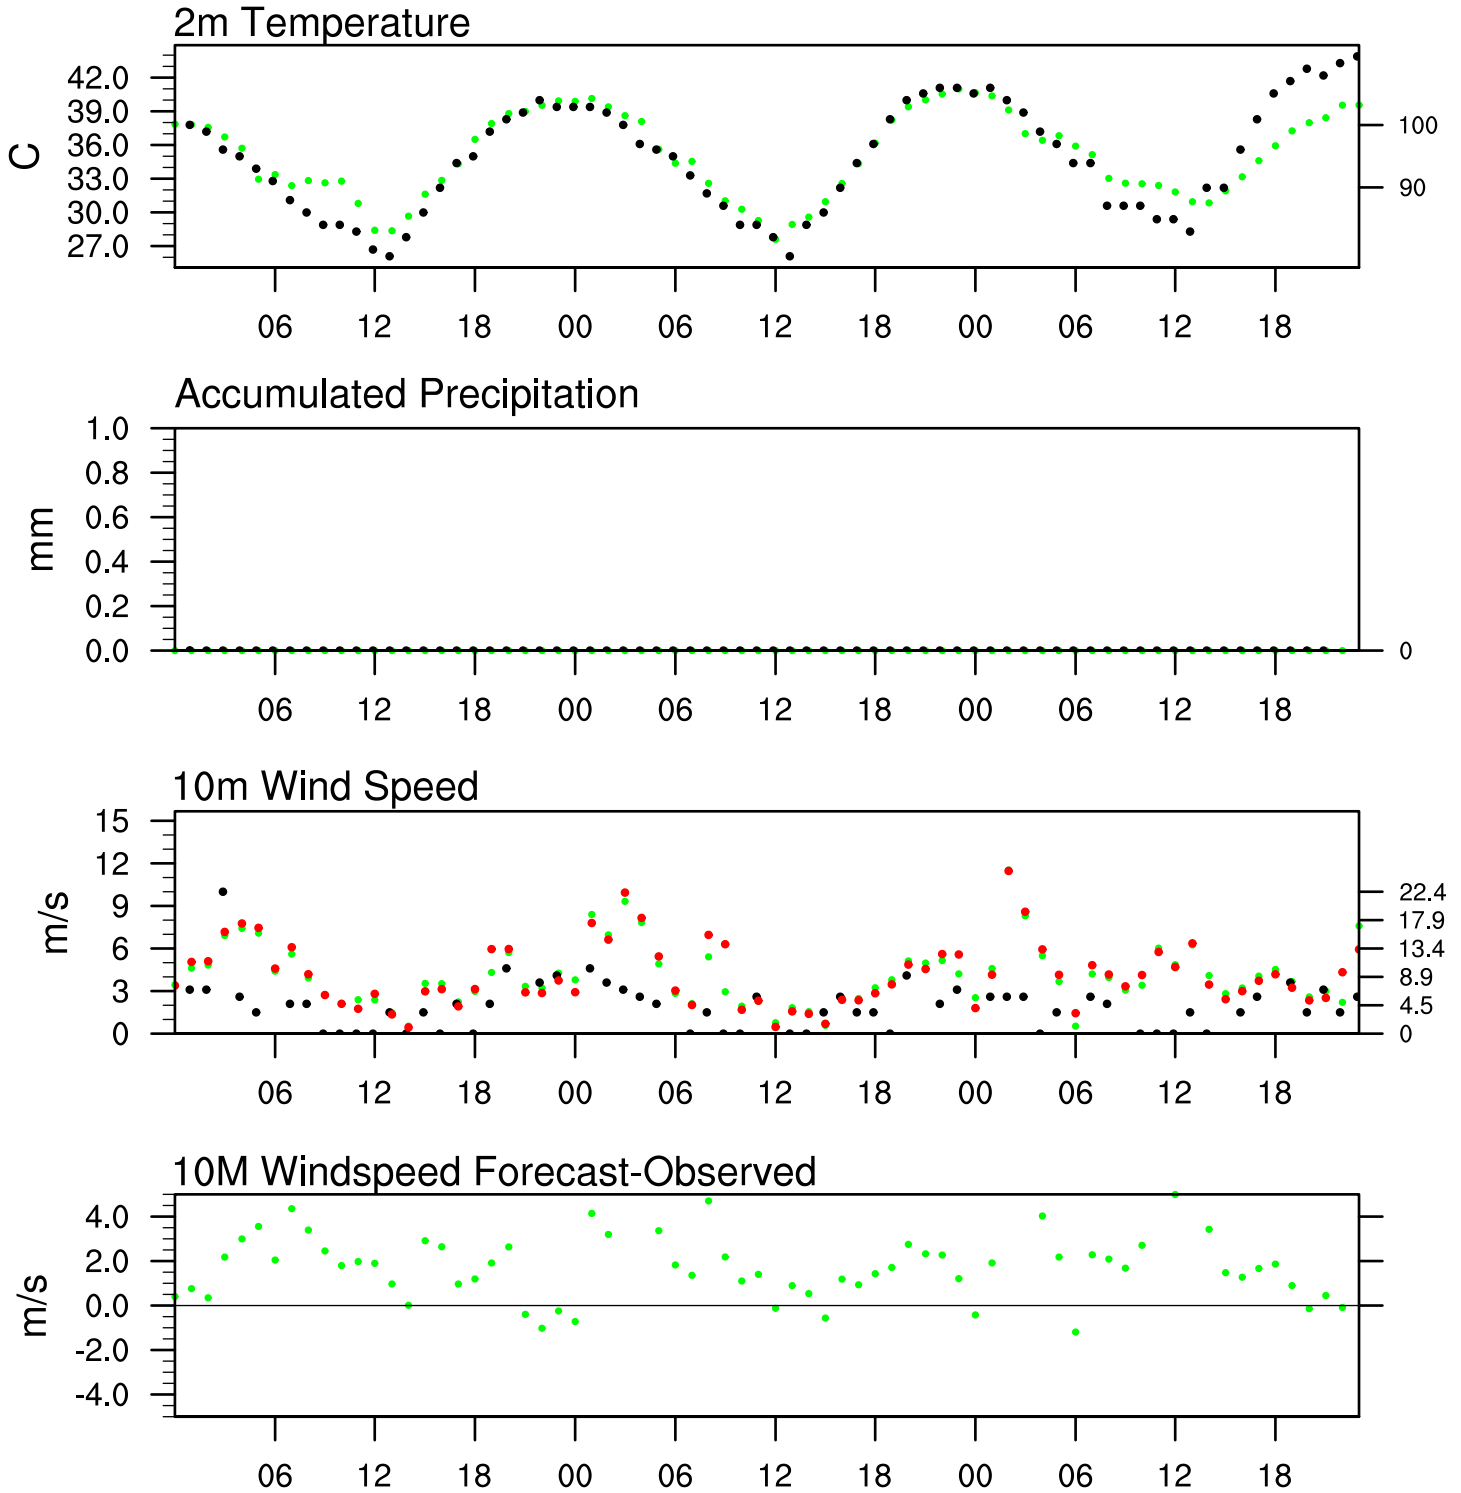 2m Temperature
42.0
39.0
36.0
33.0
30.0
27.0
C
100
90
06 12 18 00 06 12 18 00 06 12 18
Accumulated Precipitation
1.0
0.8
0.6
0.4
0.2
0.0
mm
0
06 12 18 00 06 12 18 00 06 12 18
10m Wind Speed
15
12
9
6
3
0
m/s
22.4
17.9
13.4
8.9
4.5
0
06 12 18 00 06 12 18 00 06 12 18
10M Windspeed Forecast-Observed
4.0
2.0
0.0
-2.0
-4.0
m/s
06 12 18 00 06 12 18 00 06 12 18